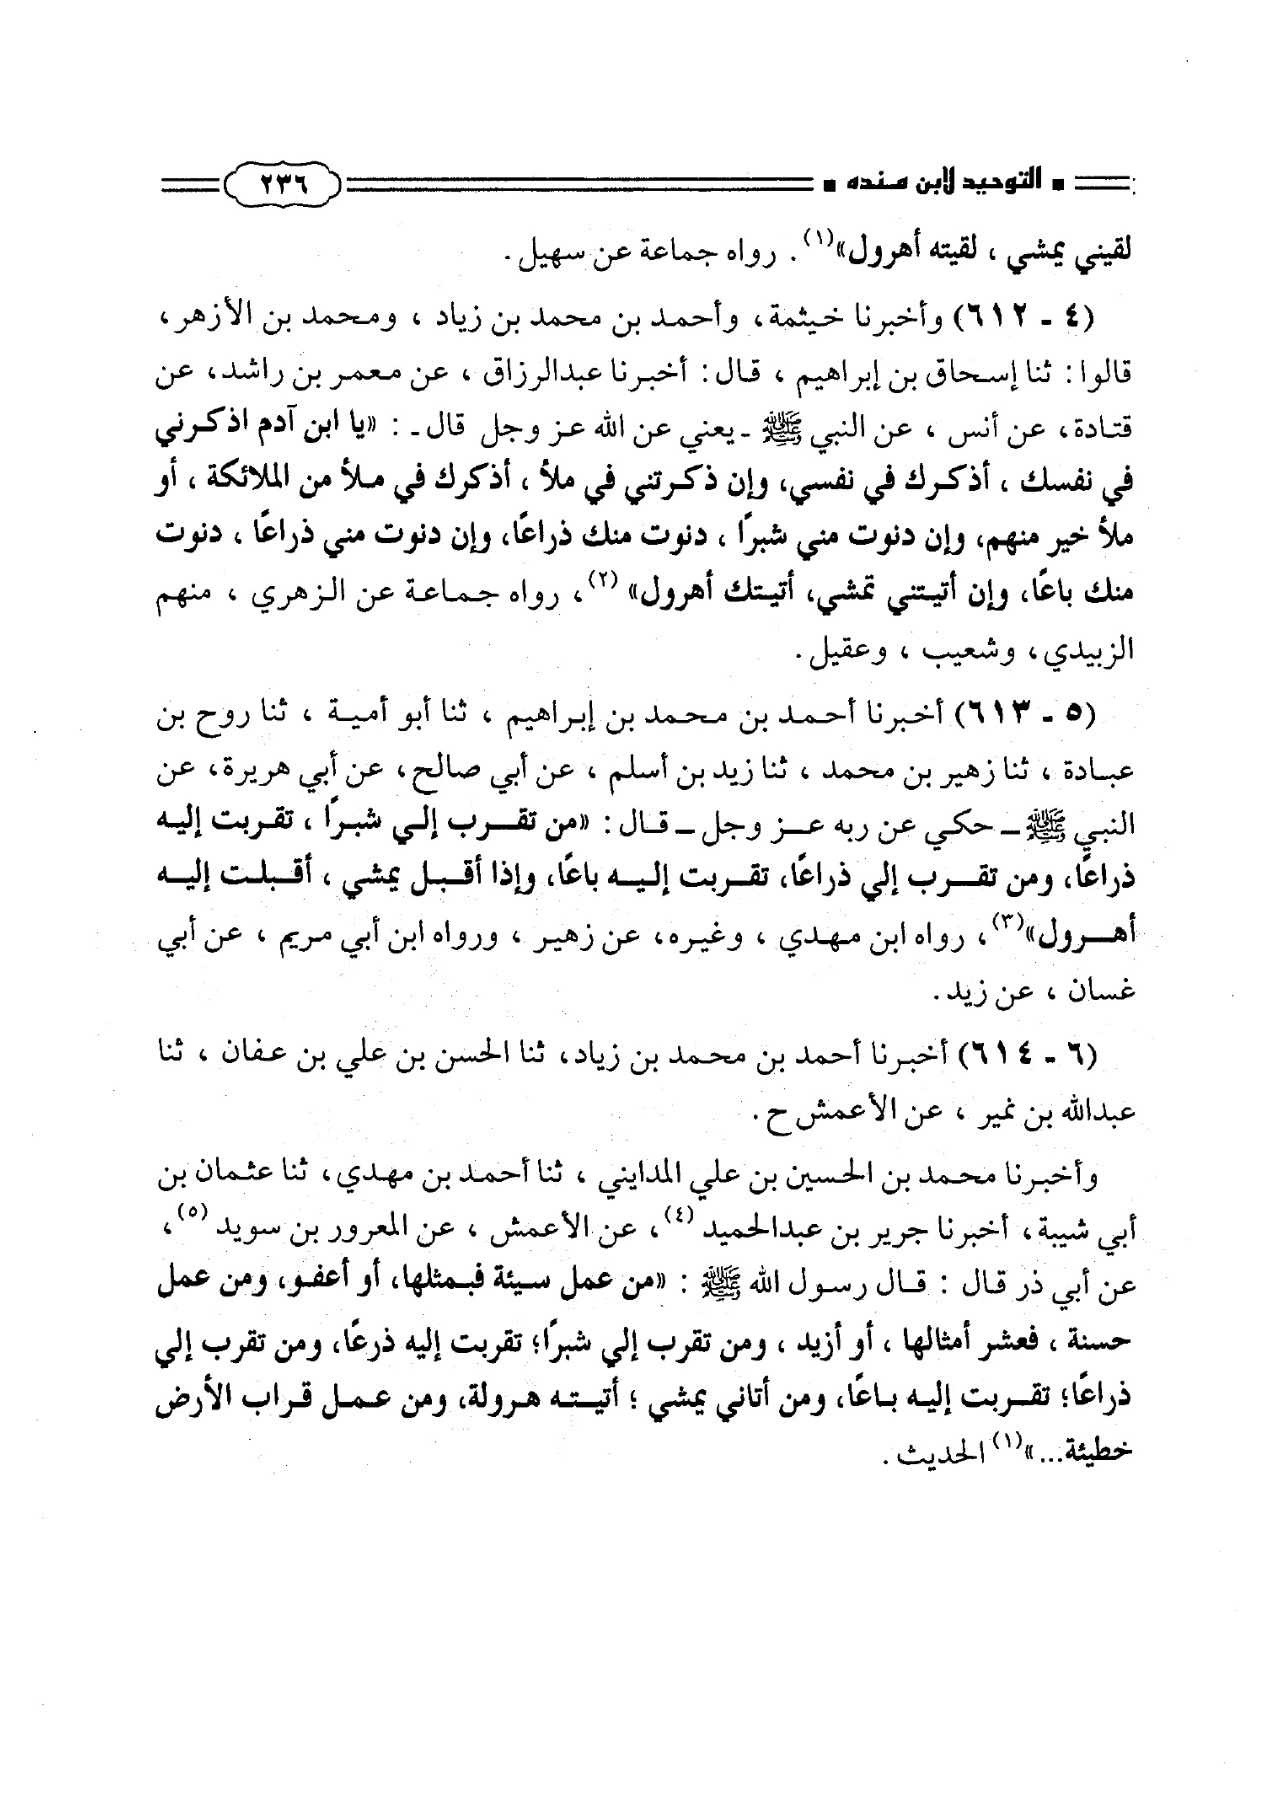 التوحيد لابن منده ٢٣٦
لقيني يمشي ، لقيته أهرول»(١). رواه جماعة عن سهيل.
(٤ ـ ٦١٢) وأخبرنا خيثمة، وأحمد بن محمد بن زياد ، ومحمد بن الأزهر،
قالوا: ثنا إسحاق بن إبراهيم ، قال: أخبرنا عبدالرزاق ، عن معمر بن راشد، عن
قتادة، عن أنس ، عن النبي ﷺ ـ يعني عن الله عز وجل قال ـ : «يا ابن آدم اذكرني
في نفسك ، أذكرك في نفسي، وإن ذكرتني في ملأ ، أذكرك في ملأ من الملائكة ، أو
ملأ خير منهم، وإن دنوت مني شبرًا ، دنوت منك ذراعًا، وإن دنوت مني ذراعًا ، دنوت
منك باعًا، وإن أتيتني تمشي، أتيتك أهرول» (٢)، رواه جماعة عن الزهري ، منهم
الزبيدي، وشعيب ، وعقيل.
(٥ ـ ٦١٣) أخبرنا أحمد بن محمد بن إبراهيم ، ثنا أبو أمية ، ثنا روح بن
عبادة ، ثنا زهير بن محمد ، ثنا زيد بن أسلم ، عن أبي صالح، عن أبي هريرة، عن
النبي ﷺ ـ حكي عن ربه عز وجل ـ قال: «من تقرب إلي شبرًا ، تقربت إليه
ذراعًا، ومن تقرب إلي ذراعًا، تقربت إليه باعًا، وإذا أقبل يمشي ، أقبلت إليه
أهرول»(٣)، رواه ابن مهدي ، وغيره، عن زهير ، ورواه ابن أبي مريم ، عن أبي
غسان ، عن زيد.
(٦ ـ ٦١٤) أخبرنا أحمد بن محمد بن زياد، ثنا الحسن بن علي بن عفان ، ثنا
عبدالله بن نمير ، عن الأعمش ح.
وأخبرنا محمد بن الحسين بن علي المدايني ، ثنا أحمد بن مهدي، ثنا عثمان بن
أبي شيبة، أخبرنا جرير بن عبدالحميد (٤)، عن الأعمش ، عن المعرور بن سويد (٥)،
عن أبي ذر قال : قال رسول الله ﷺ : «من عمل سيئة فبمثلها، أو أعفو، ومن عمل
حسنة ، فعشر أمثالها ، أو أزيد ، ومن تقرب إلي شبرًا؛ تقربت إليه ذرعًا، ومن تقرب إلي
ذراعًا؛ تقربت إليه باعًا، ومن أتاني يمشي ؛ أتيته هرولة، ومن عمل قراب الأرض
خطيئة...»(١) الحديث.